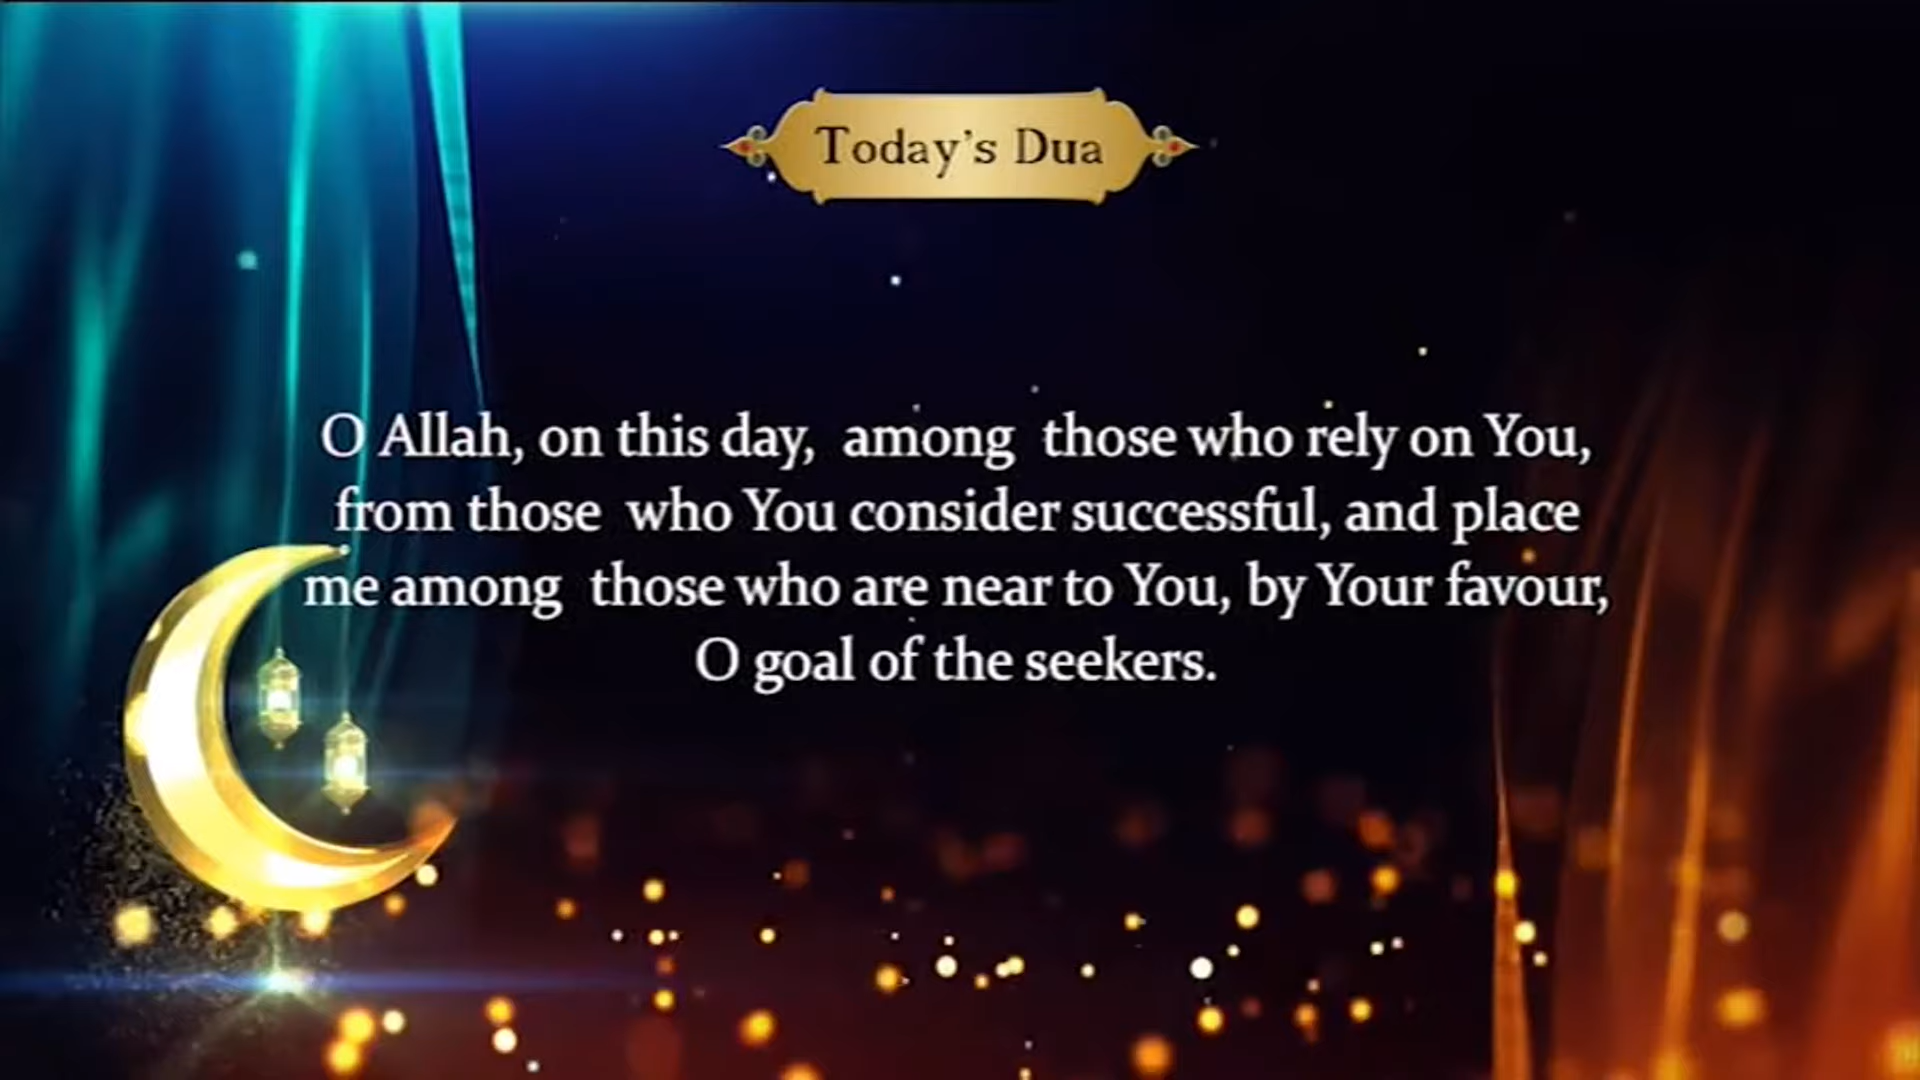 Today's Dua
O Allah, on this day, among those who rely on You,
from those who You consider successful, and place
me among those who are near to You, by Your favour,
O goal of the seekers.